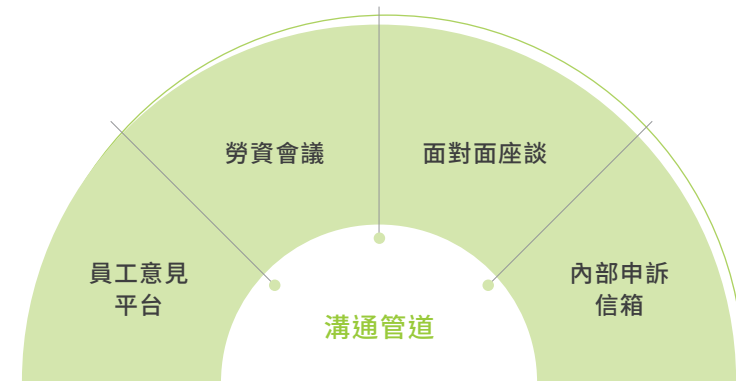 勞資會議
面對面座談
員工意見
平台
內部申訴
信箱
溝通管道